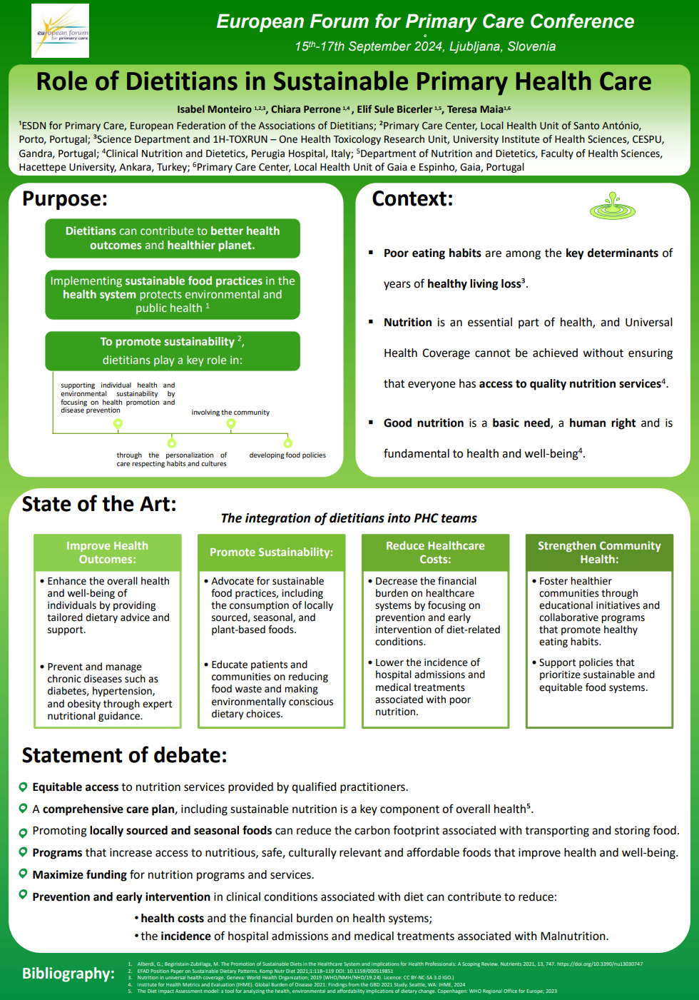 european forum
for primary care
European Forum for Primary Care Conference
15th-17th September 2024, Ljubljana, Slovenia
Role of Dietitians in Sustainable Primary Health Care
Isabel Monteiro 1,2,3, Chiara Perrone 1,4 , Elif Sule Bicerler 1,5, Teresa Maia1,6
1ESDN for Primary Care, European Federation of the Associations of Dietitians; 2Primary Care Center, Local Health Unit of Santo António,
Porto, Portugal; 3Science Department and 1H-TOXRUN – One Health Toxicology Research Unit, University Institute of Health Sciences, CESPU,
Gandra, Portugal; 4Clinical Nutrition and Dietetics, Perugia Hospital, Italy; 5Department of Nutrition and Dietetics, Faculty of Health Sciences,
Hacettepe University, Ankara, Turkey; 6Primary Care Center, Local Health Unit of Gaia e Espinho, Gaia, Portugal
Purpose:
Dietitians can contribute to better health
outcomes and healthier planet.
Implementing sustainable food practices in the
health system protects environmental and
public health 1
To promote sustainability 2,
dietitians play a key role in:
supporting individual health and
environmental sustainability by
focusing on health promotion and
disease prevention
involving the community
through the personalization of
care respecting habits and cultures
developing food policies
Context:
▪ Poor eating habits are among the key determinants of
years of healthy living loss3.
▪ Nutrition is an essential part of health, and Universal
Health Coverage cannot be achieved without ensuring
that everyone has access to quality nutrition services4.
▪ Good nutrition is a basic need, a human right and is
fundamental to health and well-being4.
State of the Art:
The integration of dietitians into PHC teams
Improve Health
Outcomes:
• Enhance the overall health
and well-being of
individuals by providing
tailored dietary advice and
support.
• Prevent and manage
chronic diseases such as
diabetes, hypertension,
and obesity through expert
nutritional guidance.
Promote Sustainability:
• Advocate for sustainable
food practices, including
the consumption of locally
sourced, seasonal, and
plant-based foods.
• Educate patients and
communities on reducing
food waste and making
environmentally conscious
dietary choices.
Reduce Healthcare
Costs:
• Decrease the financial
burden on healthcare
systems by focusing on
prevention and early
intervention of diet-related
conditions.
• Lower the incidence of
hospital admissions and
medical treatments
associated with poor
nutrition.
Strengthen Community
Health:
• Foster healthier
communities through
educational initiatives and
collaborative programs
that promote healthy
eating habits.
• Support policies that
prioritize sustainable and
equitable food systems.
Statement of debate:
Equitable access to nutrition services provided by qualified practitioners.
A comprehensive care plan, including sustainable nutrition is a key component of overall health5.
Promoting locally sourced and seasonal foods can reduce the carbon footprint associated with transporting and storing food.
Programs that increase access to nutritious, safe, culturally relevant and affordable foods that improve health and well-being.
Maximize funding for nutrition programs and services.
Prevention and early intervention in clinical conditions associated with diet can contribute to reduce:
• health costs and the financial burden on health systems;
• the incidence of hospital admissions and medical treatments associated with Malnutrition.
Bibliography:
1. Alberdi, G.; Begiristain-Zubillaga, M. The Promotion of Sustainable Diets in the Healthcare System and Implications for Health Professionals: A Scoping Review. Nutrients 2021, 13, 747. https://doi.org/10.3390/nu13030747
2. EFAD Position Paper on Sustainable Dietary Patterns. Komp Nutr Diet 2021;1:118–119 DOI: 10.1159/000519851
3. Nutrition in universal health coverage. Geneva: World Health Organization; 2019 (WHO/NMH/NHD/19.24). Licence: CC BY-NC-SA 3.0 IGO.)
4. Institute for Health Metrics and Evaluation (IHME). Global Burden of Disease 2021: Findings from the GBD 2021 Study. Seattle, WA: IHME, 2024
5. The Diet Impact Assessment model: a tool for analyzing the health, environmental and affordability implications of dietary change. Copenhagen: WHO Regional Office for Europe; 2023